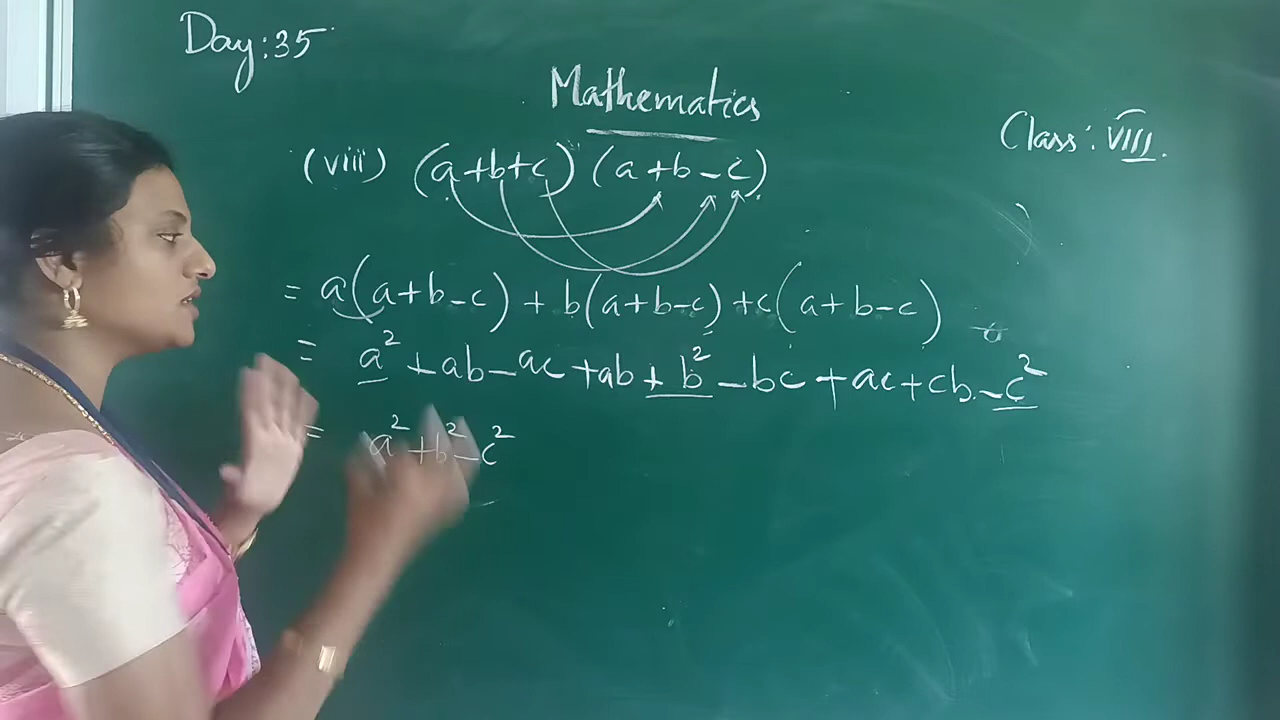 Day:35
Mathematics
Class: VIII.
(viii) (a+b+c) (a+b-c)
= a(a+b-c) + b(a+b-c) + c(a+b-c)
= a² + ab - ac + ab + b² - bc + ac + cb - c²
= a² + b² - c²